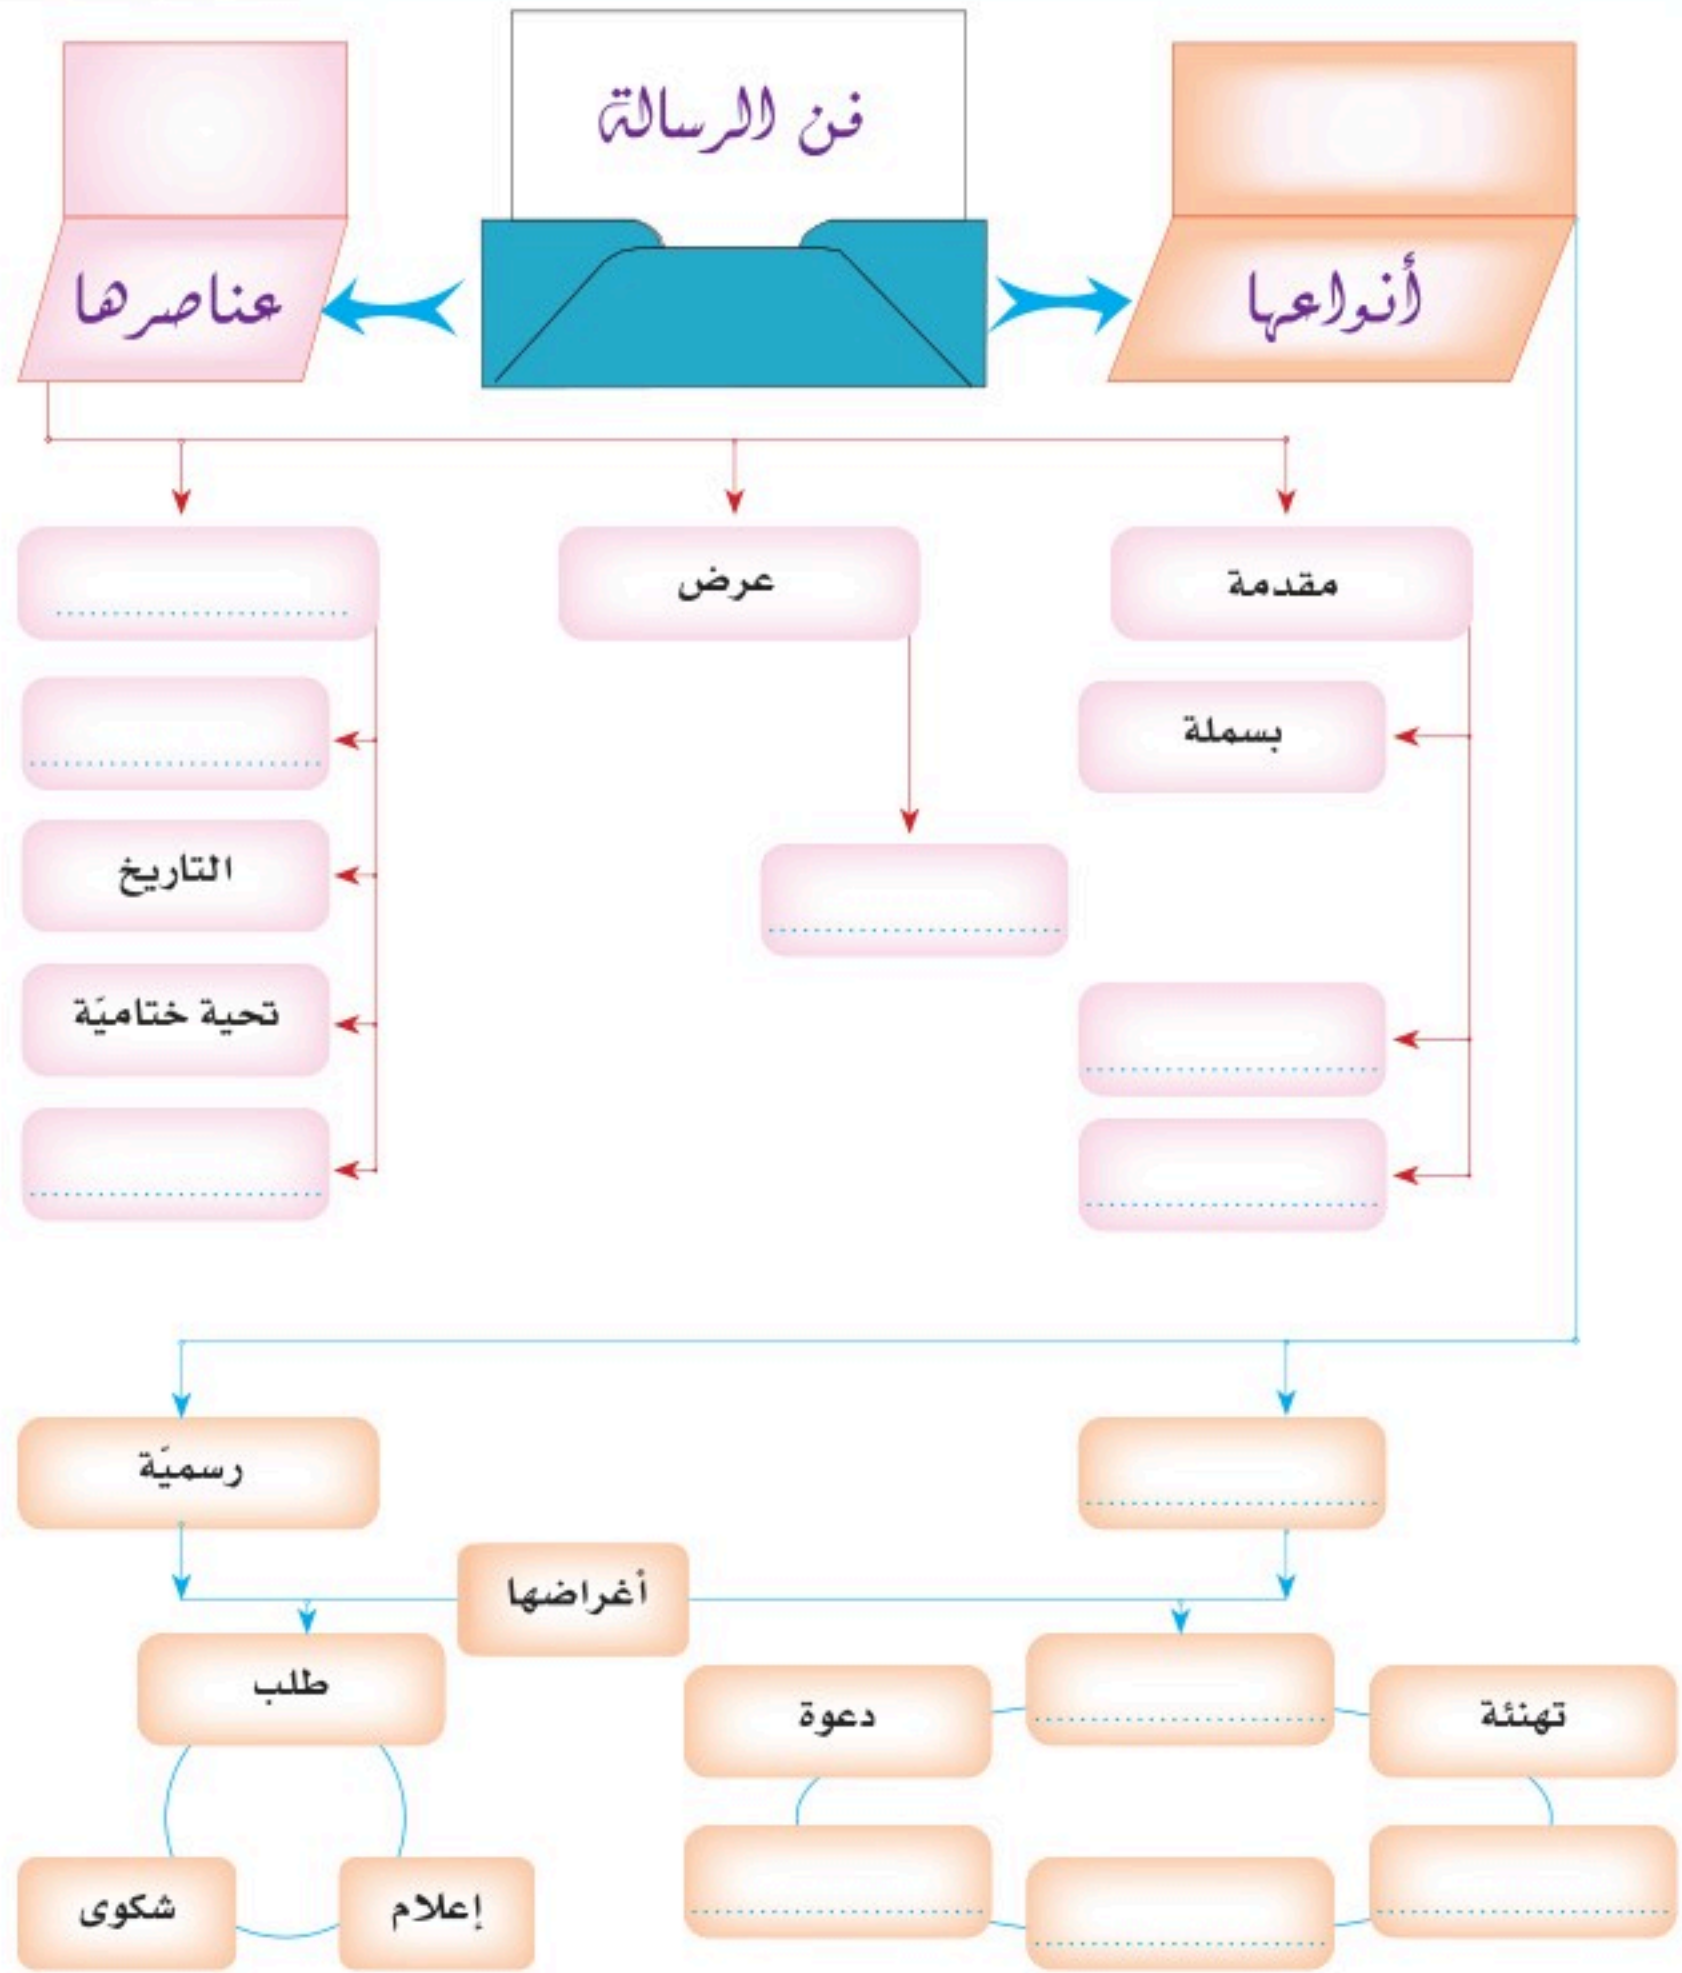 فن الرسالة
أنواعها
عناصرها
مقدمة
عرض
بسملة
التاريخ
تحية ختاميّة
رسميّة
أغراضها
تهنئة
دعوة
طلب
إعلام
شكوى